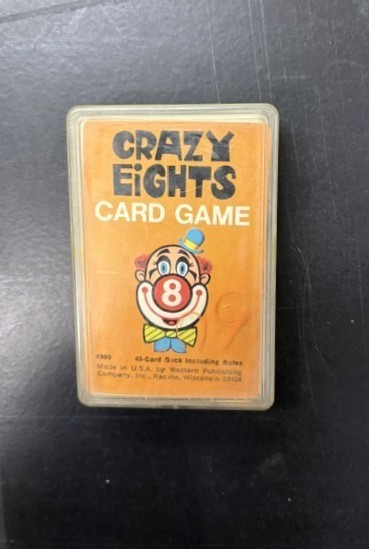 CRAZY
EiGHTS
CARD GAME
8
9
45-Card Deck Including Rules
Made in U.S.A. by Western Publishing
Company, Inc., Racine, Wisconsin 53404